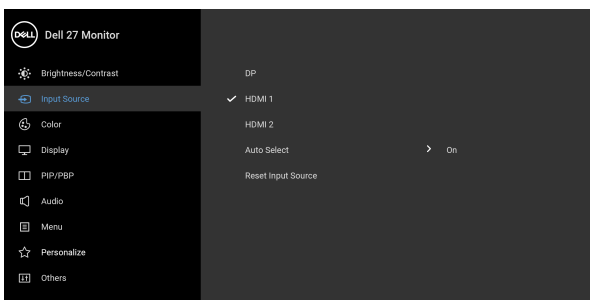 DELL Dell 27 Monitor
Brightness/Contrast DP
Input Source HDMI 1
Color HDMI 2
Display Auto Select On
PIP/PBP Reset Input Source
Audio
Menu
Personalize
Others